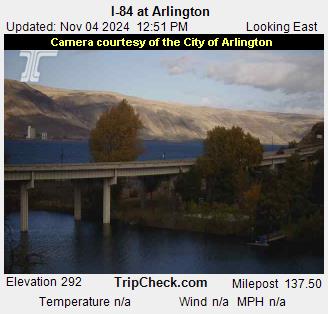 I-84 at Arlington
Updated: Nov 04 2024 12:51 PM Looking East
Camera courtesy of the City of Arlington
Elevation 292 TripCheck.com Milepost 137.50
Temperature n/a Wind n/a MPH n/a